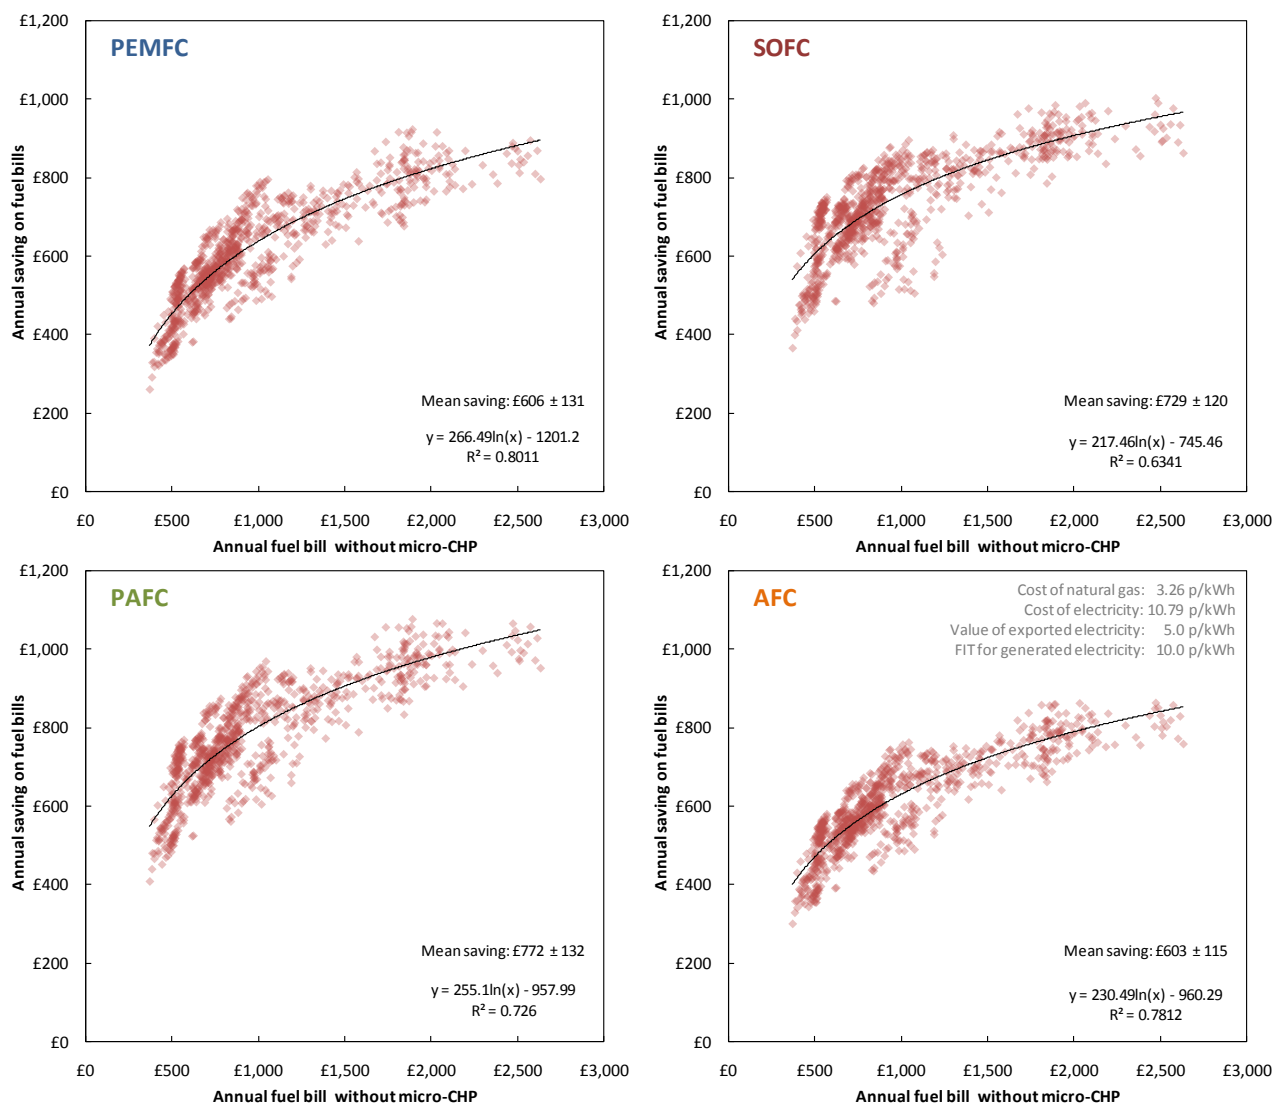 PEMFC
£1,200
£1,000
£800
£600
£400
£200
£0
Annual saving on fuel bills
Mean saving: £606 ± 131
y = 266.49ln(x) - 1201.2
R² = 0.8011
£0 £500 £1,000 £1,500 £2,000 £2,500 £3,000
Annual fuel bill without micro-CHP
SOFC
£1,200
£1,000
£800
£600
£400
£200
£0
Annual saving on fuel bills
Mean saving: £729 ± 120
y = 217.46ln(x) - 745.46
R² = 0.6341
£0 £500 £1,000 £1,500 £2,000 £2,500 £3,000
Annual fuel bill without micro-CHP
PAFC
£1,200
£1,000
£800
£600
£400
£200
£0
Annual saving on fuel bills
Mean saving: £772 ± 132
y = 255.1ln(x) - 957.99
R² = 0.726
£0 £500 £1,000 £1,500 £2,000 £2,500 £3,000
Annual fuel bill without micro-CHP
AFC
Cost of natural gas: 3.26 p/kWh
Cost of electricity: 10.79 p/kWh
Value of exported electricity: 5.0 p/kWh
FIT for generated electricity: 10.0 p/kWh
£1,200
£1,000
£800
£600
£400
£200
£0
Annual saving on fuel bills
Mean saving: £603 ± 115
y = 230.49ln(x) - 960.29
R² = 0.7812
£0 £500 £1,000 £1,500 £2,000 £2,500 £3,000
Annual fuel bill without micro-CHP